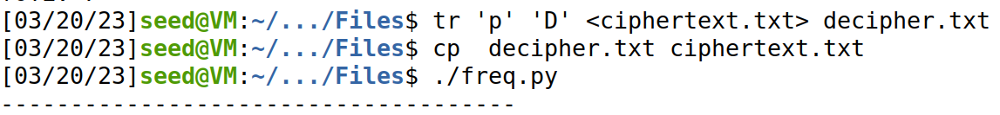 [03/20/23]seed@VM:~/.../Files$ tr 'p' 'D' <ciphertext.txt> decipher.txt
[03/20/23]seed@VM:~/.../Files$ cp  decipher.txt ciphertext.txt
[03/20/23]seed@VM:~/.../Files$ ./freq.py
-------------------------------------